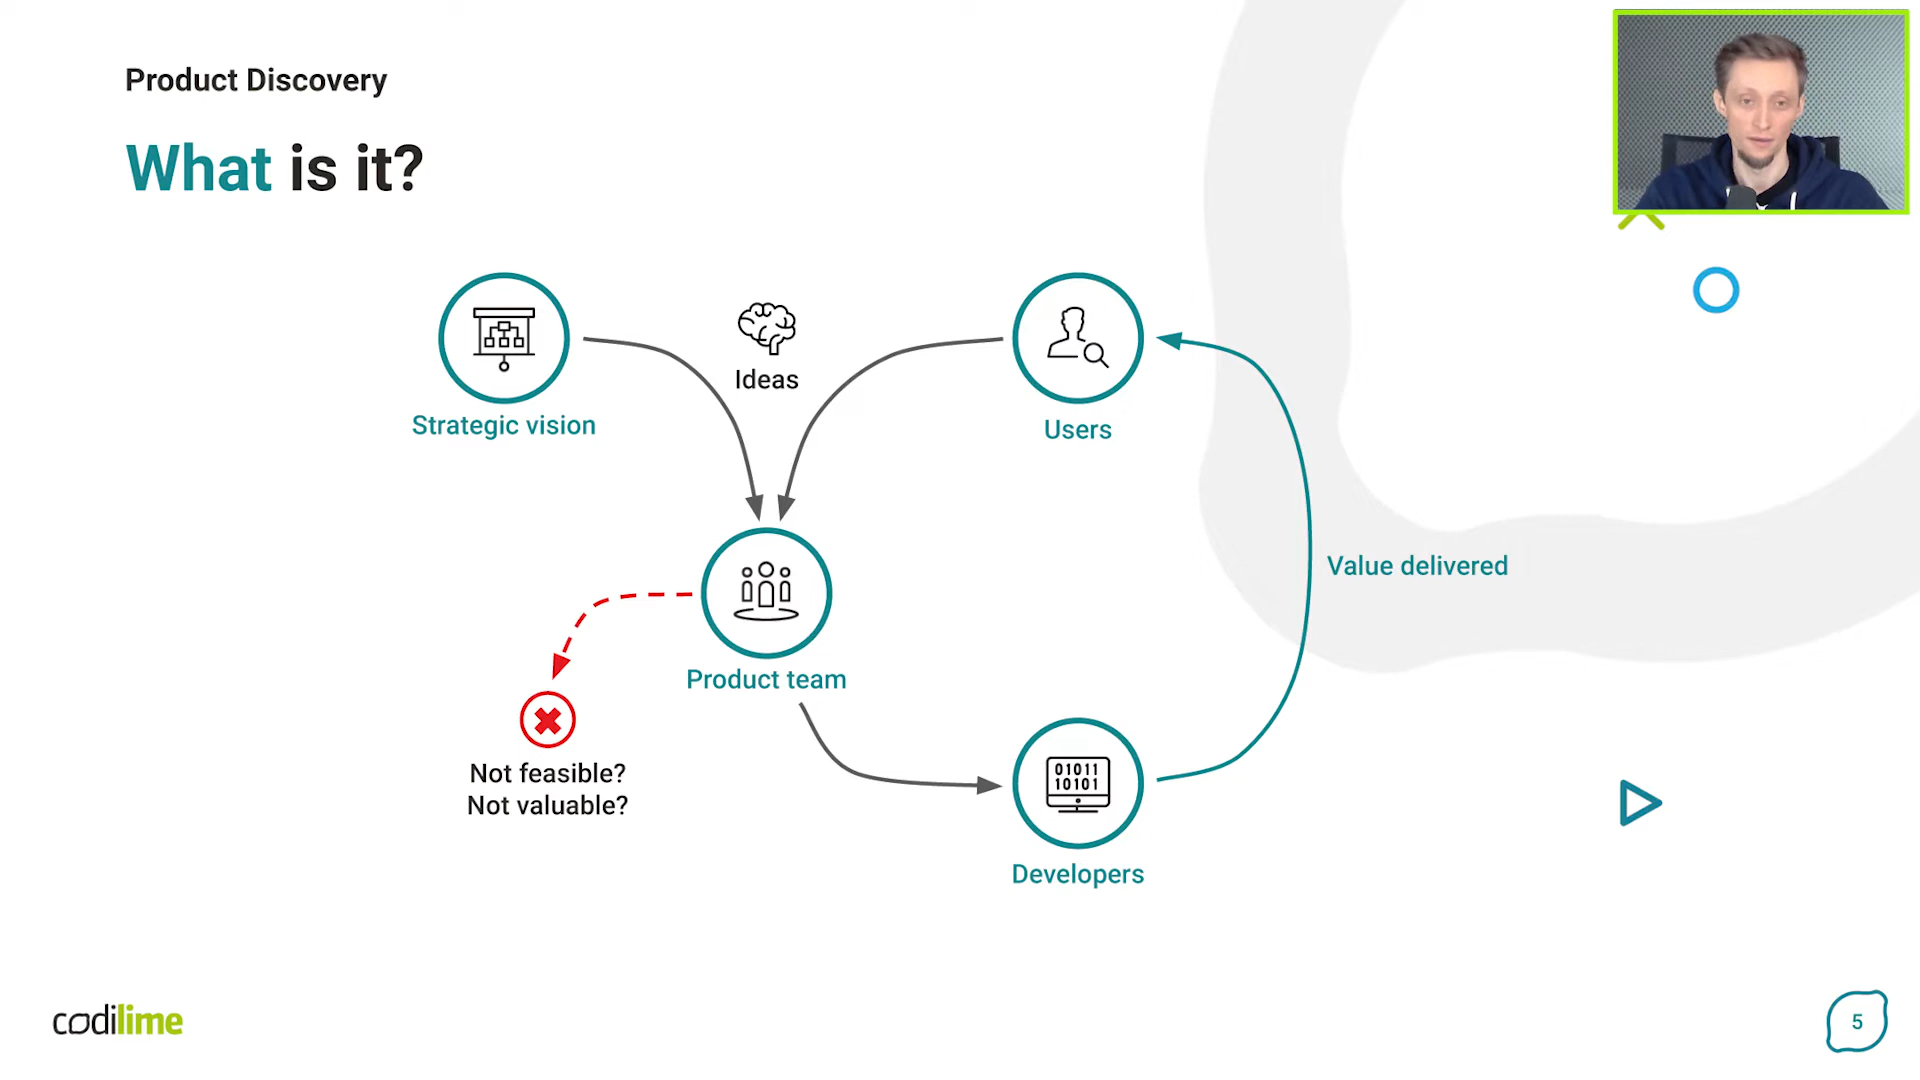 Product Discovery
What is it?
Ideas
Strategic vision
Users
Value delivered
Product team
Not feasible?
Not valuable?
01011
10101
Developers
codilime
5